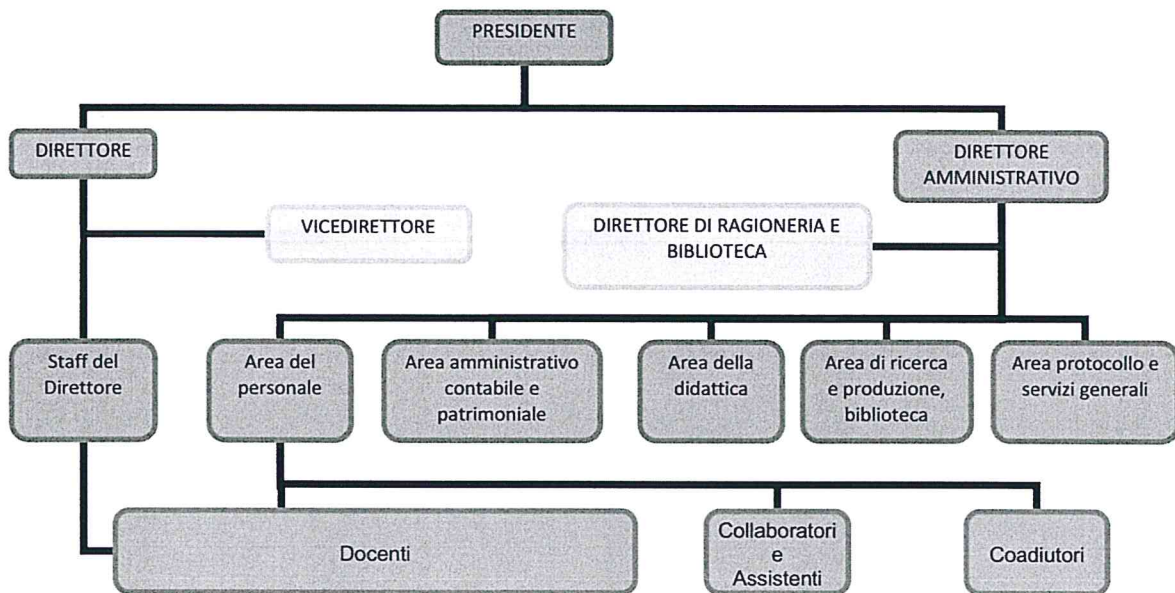 PRESIDENTE
DIRETTORE
DIRETTORE
AMMINISTRATIVO
VICEDIRETTORE
DIRETTORE DI RAGIONERIA E
BIBLIOTECA
Staff del
Direttore
Area del
personale
Area amministrativo
contabile e
patrimoniale
Area della
didattica
Area di ricerca
e produzione,
biblioteca
Area protocollo e
servizi generali
Docenti
Collaboratori
e
Assistenti
Coadiutori